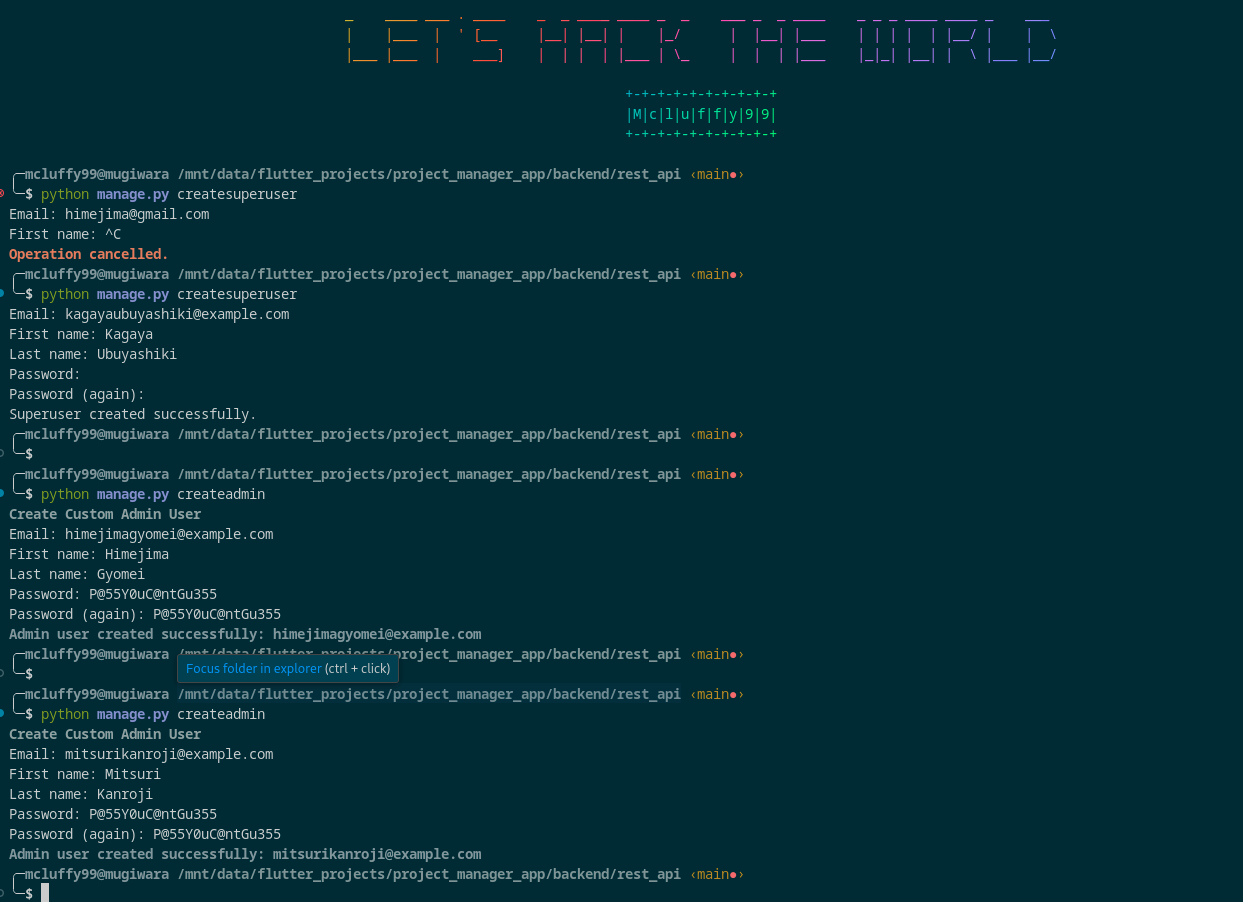 LET'S HACK THE WORLD
+-+-+-+-+-+-+-+-+-+
|M|c|l|u|f|f|y|9|9|
+-+-+-+-+-+-+-+-+-+
╭─mcluffy99@mugiwara /mnt/data/flutter_projects/project_manager_app/backend/rest_api ‹main●›
╰─$ python manage.py createsuperuser
Email: himejima@gmail.com
First name: ^C
Operation cancelled.
╭─mcluffy99@mugiwara /mnt/data/flutter_projects/project_manager_app/backend/rest_api ‹main●›
╰─$ python manage.py createsuperuser
Email: kagayaubuyashiki@example.com
First name: Kagaya
Last name: Ubuyashiki
Password:
Password (again):
Superuser created successfully.
╭─mcluffy99@mugiwara /mnt/data/flutter_projects/project_manager_app/backend/rest_api ‹main●›
╰─$
╭─mcluffy99@mugiwara /mnt/data/flutter_projects/project_manager_app/backend/rest_api ‹main●›
╰─$ python manage.py createadmin
Create Custom Admin User
Email: himejimagyomei@example.com
First name: Himejima
Last name: Gyomei
Password: P@55Y0uC@ntGu355
Password (again): P@55Y0uC@ntGu355
Admin user created successfully: himejimagyomei@example.com
╭─mcluffy99@mugiwara /mnt/data/flutter_projects/project_manager_app/backend/rest_api ‹main●›
╰─$
Focus folder in explorer (ctrl + click)
╭─mcluffy99@mugiwara /mnt/data/flutter_projects/project_manager_app/backend/rest_api ‹main●›
╰─$ python manage.py createadmin
Create Custom Admin User
Email: mitsurikanroji@example.com
First name: Mitsuri
Last name: Kanroji
Password: P@55Y0uC@ntGu355
Password (again): P@55Y0uC@ntGu355
Admin user created successfully: mitsurikanroji@example.com
╭─mcluffy99@mugiwara /mnt/data/flutter_projects/project_manager_app/backend/rest_api ‹main●›
╰─$